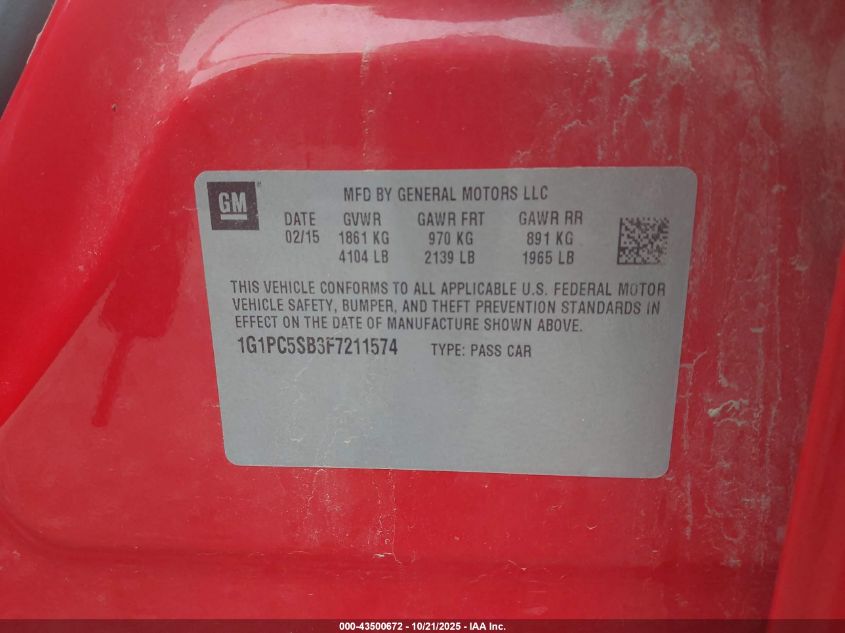 GM
MFD BY GENERAL MOTORS LLC
DATE GVWR GAWR FRT GAWR RR
02/15 1861 KG 970 KG 891 KG
4104 LB 2139 LB 1965 LB
THIS VEHICLE CONFORMS TO ALL APPLICABLE U.S. FEDERAL MOTOR
VEHICLE SAFETY, BUMPER, AND THEFT PREVENTION STANDARDS IN
EFFECT ON THE DATE OF MANUFACTURE SHOWN ABOVE.
1G1PC5SB3F7211574 TYPE: PASS CAR
000-43500672 - 10/21/2025 - IAA Inc.